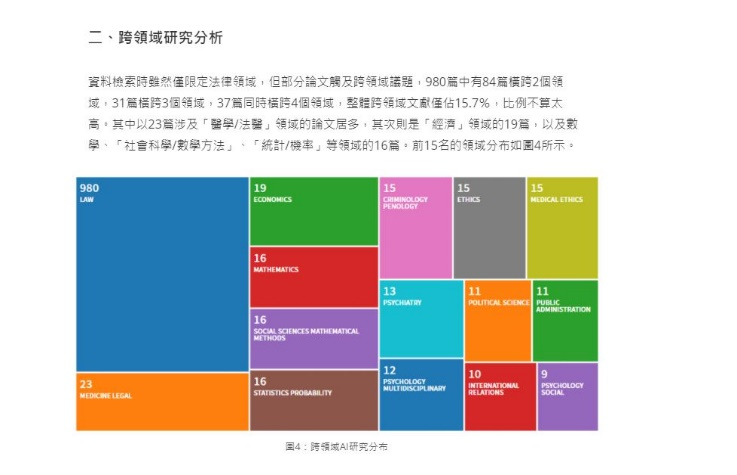 二、跨領域研究分析
資料檢索時雖然僅限定法律領域，但部分論文觸及跨領域議題，980篇中有84篇橫跨2個領
域，31篇橫跨3個領域，37篇同時橫跨4個領域，整體跨領域文獻僅佔15.7%，比例不算太
高。其中以23篇涉及「醫學/法醫」領域的論文居多，其次則是「經濟」領域的19篇，以及數
學、「社會科學/數學方法」、「統計/機率」等領域的16篇。前15名的領域分布如圖4所示。
980
LAW
23
MEDICINE LEGAL
19
ECONOMICS
16
MATHEMATICS
16
SOCIAL SCIENCES MATHEMATICAL
METHODS
16
STATISTICS PROBABILITY
15
CRIMINOLOGY
PENOLOGY
15
ETHICS
15
MEDICAL ETHICS
13
PSYCHIATRY
11
POLITICAL SCIENCE
11
PUBLIC
ADMINISTRATION
12
PSYCHOLOGY
MULTIDISCIPLINARY
10
INTERNATIONAL
RELATIONS
9
PSYCHOLOGY
SOCIAL
圖4：跨領域AI研究分布